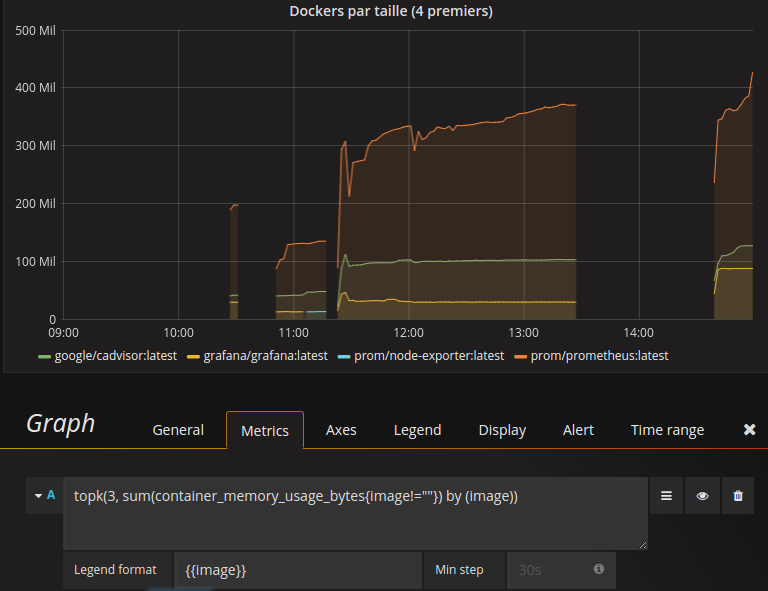 Dockers par taille (4 premiers)
500 Mil
400 Mil
300 Mil
200 Mil
100 Mil
0
09:00 10:00 11:00 12:00 13:00 14:00
google/cadvisor:latest grafana/grafana:latest prom/node-exporter:latest prom/prometheus:latest
Graph General Metrics Axes Legend Display Alert Time range
A topk(3, sum(container_memory_usage_bytes{image!=""}) by (image))
Legend format {{image}} Min step 30s